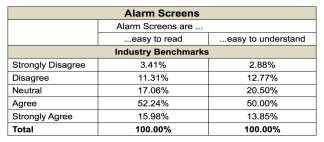 Alarm Screens
Alarm Screens are ...
...easy to read ...easy to understand
Industry Benchmarks
Strongly Disagree 3.41% 2.88%
Disagree 11.31% 12.77%
Neutral 17.06% 20.50%
Agree 52.24% 50.00%
Strongly Agree 15.98% 13.85%
Total 100.00% 100.00%